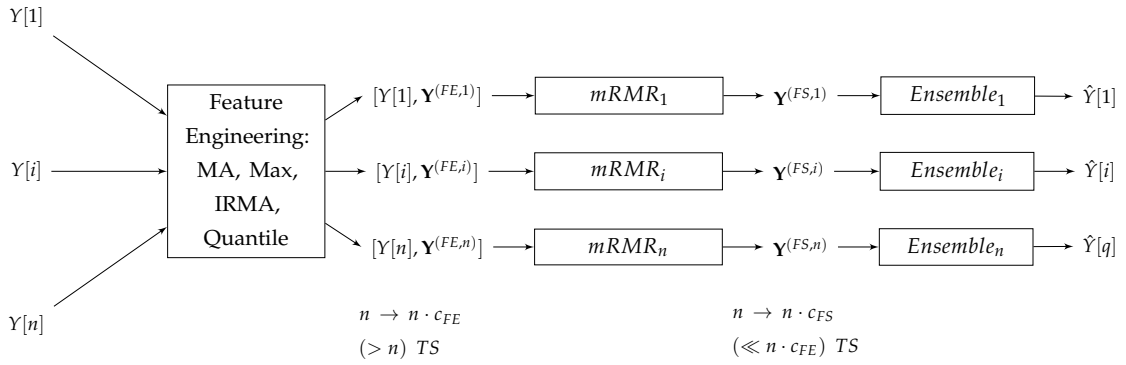 Y[1]
Y[i]
Y[n]
Feature
Engineering:
MA, Max,
IRMA,
Quantile
[Y[1], Y^(FE,1)]
mRMR_1
Y^(FS,1)
Ensemble_1
Ŷ[1]
[Y[i], Y^(FE,i)]
mRMR_i
Y^(FS,i)
Ensemble_i
Ŷ[i]
[Y[n], Y^(FE,n)]
mRMR_n
Y^(FS,n)
Ensemble_n
Ŷ[q]
n → n · c_FE
(> n) TS
n → n · c_FS
(≪ n · c_FE) TS